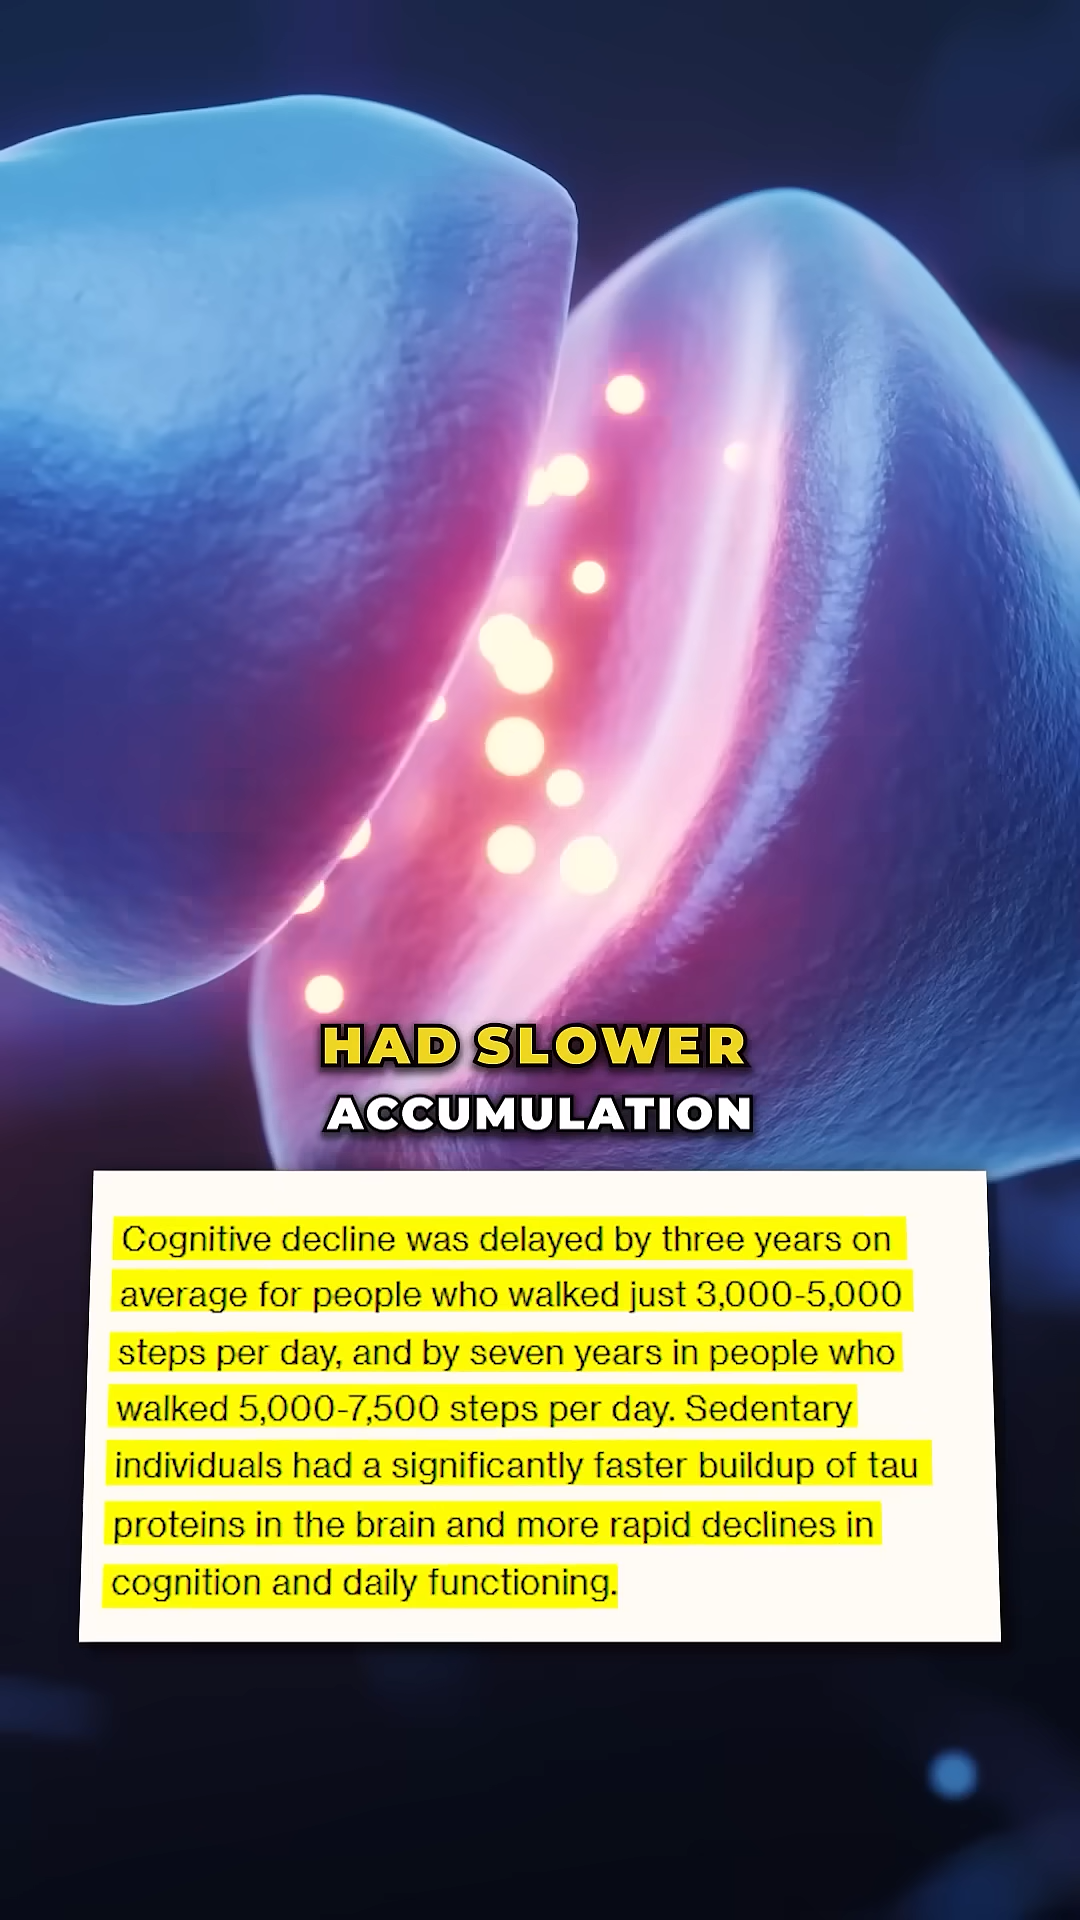 HAD SLOWER
ACCUMULATION
Cognitive decline was delayed by three years on
average for people who walked just 3,000-5,000
steps per day, and by seven years in people who
walked 5,000-7,500 steps per day. Sedentary
individuals had a significantly faster buildup of tau
proteins in the brain and more rapid declines in
cognition and daily functioning.